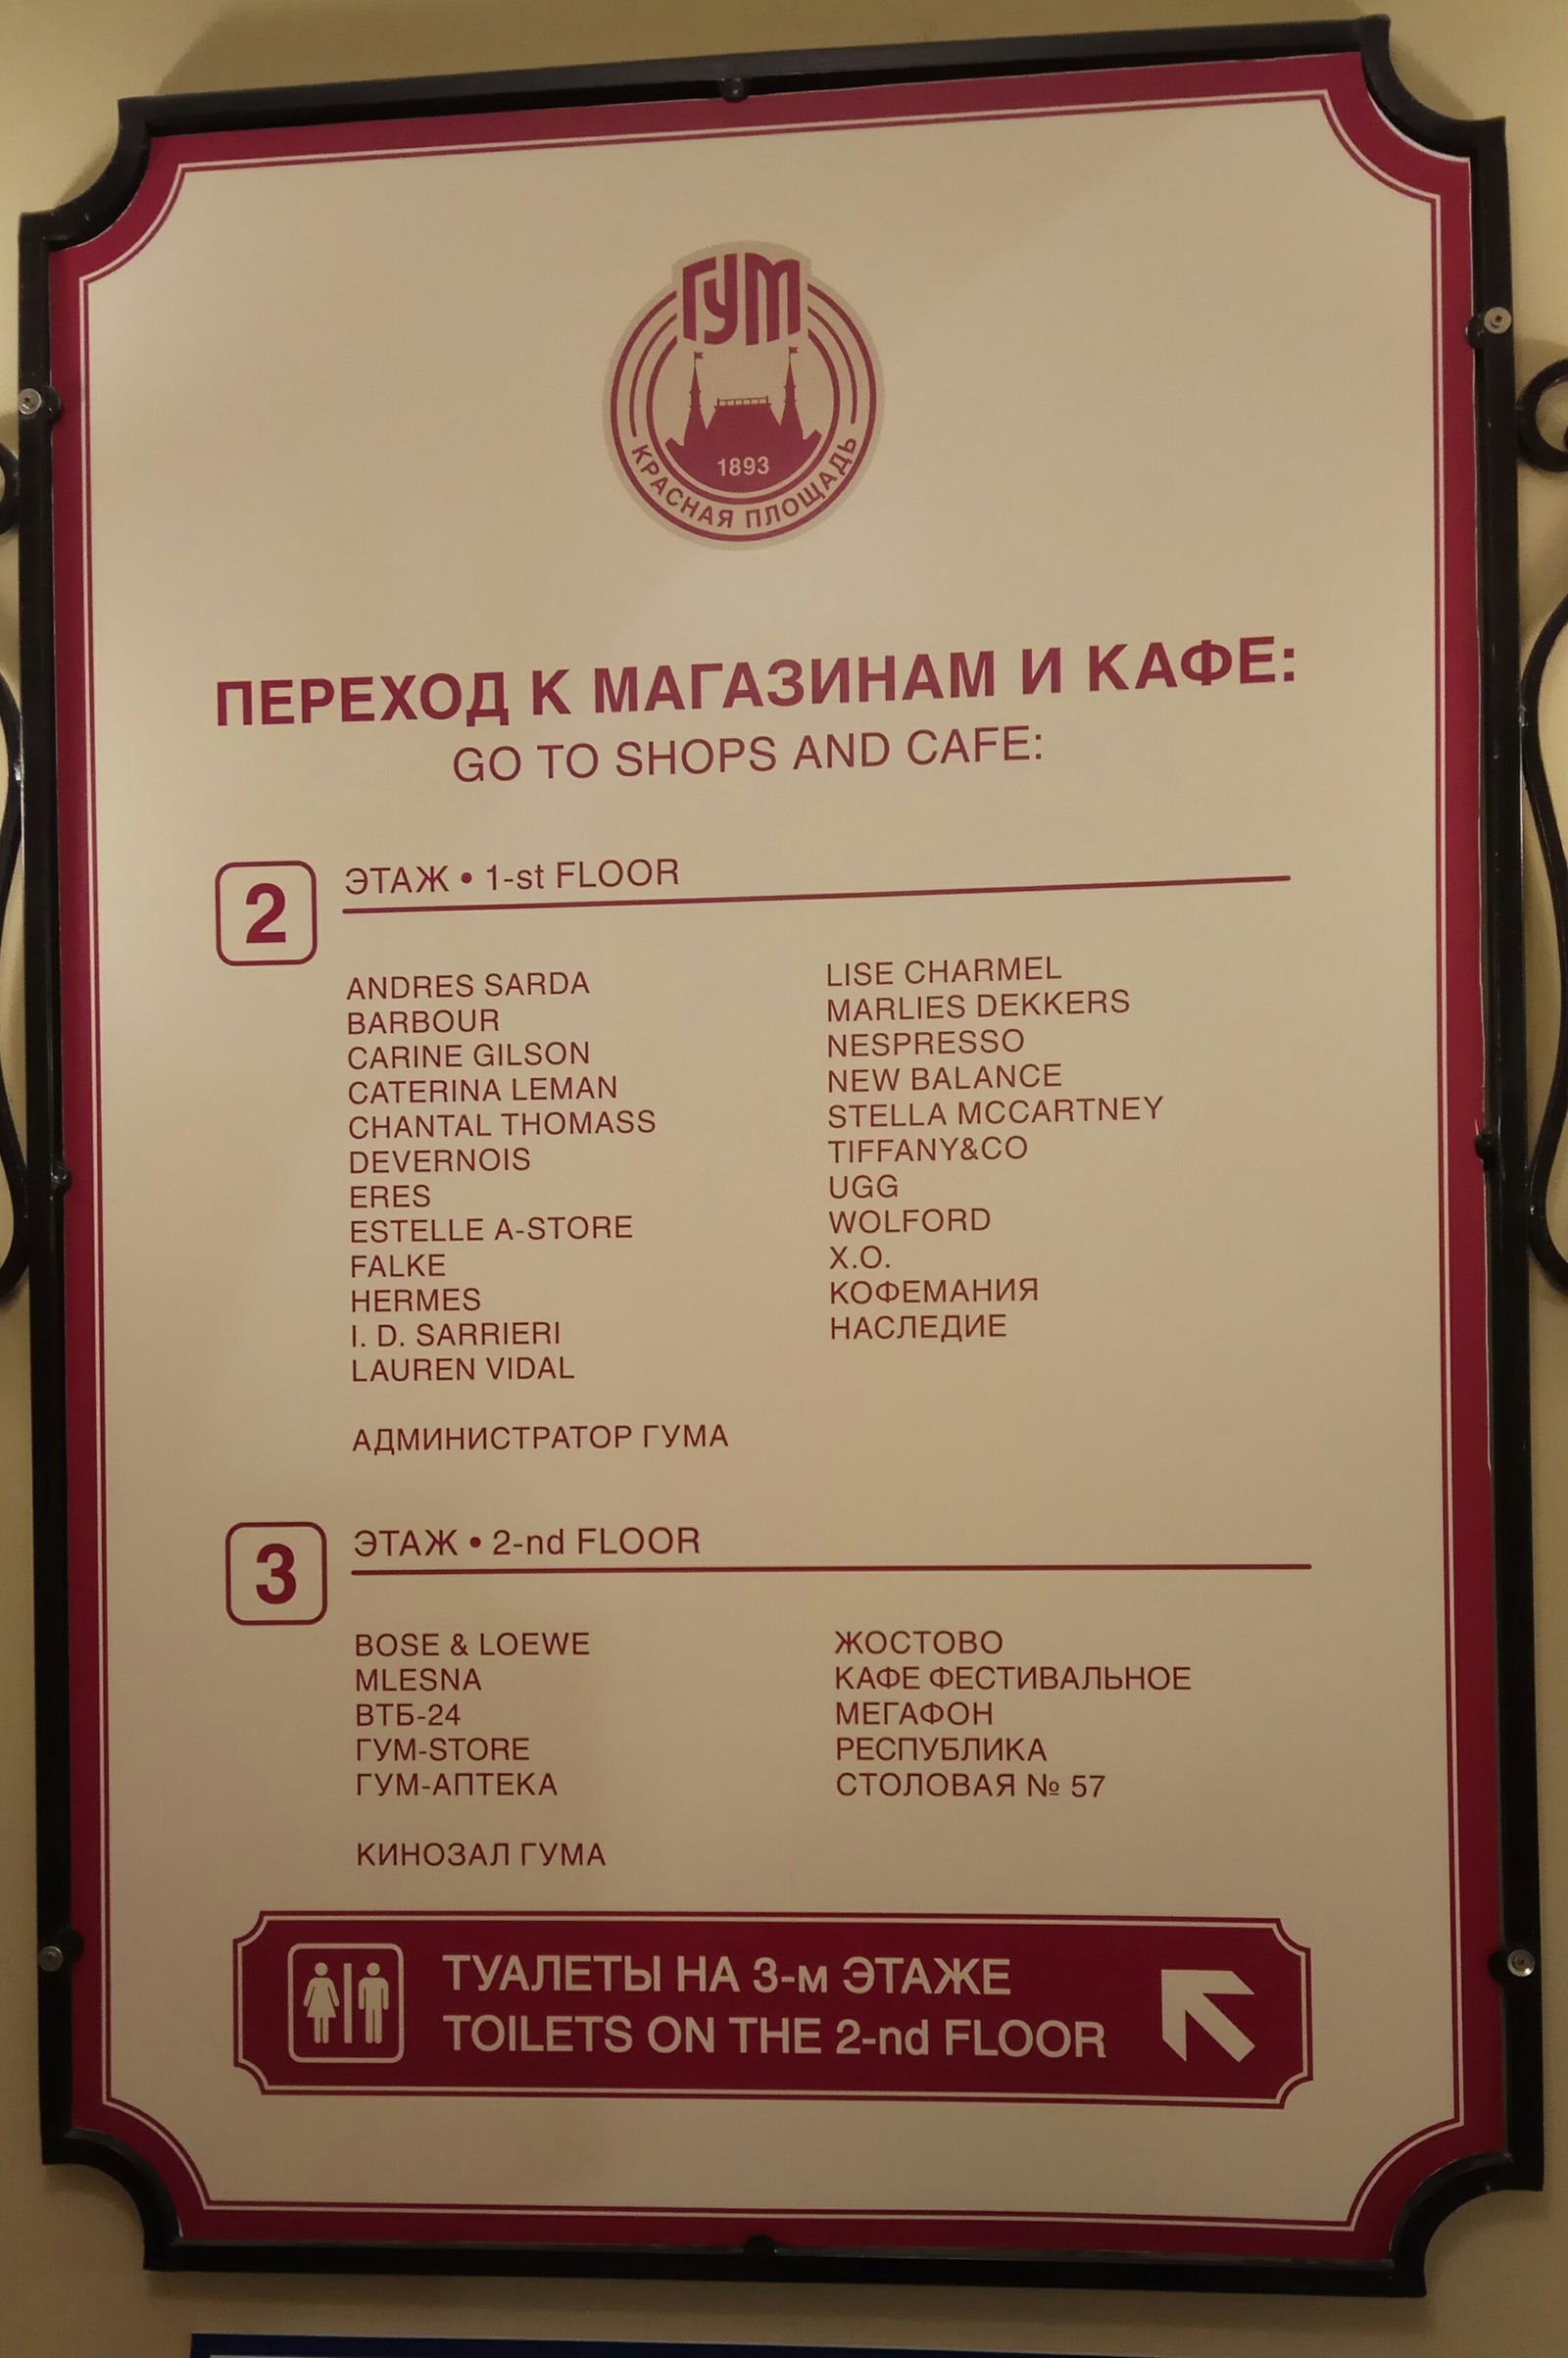 ГУМ
1893
КРАСНАЯ ПЛОЩАДЬ
ПЕРЕХОД К МАГАЗИНАМ И КАФЕ:
GO TO SHOPS AND CAFE:
2 ЭТАЖ • 1-st FLOOR
ANDRES SARDA
BARBOUR
CARINE GILSON
CATERINA LEMAN
CHANTAL THOMASS
DEVERNOIS
ERES
ESTELLE A-STORE
FALKE
HERMES
I. D. SARRIERI
LAUREN VIDAL
LISE CHARMEL
MARLIES DEKKERS
NESPRESSO
NEW BALANCE
STELLA MCCARTNEY
TIFFANY&CO
UGG
WOLFORD
X.O.
КОФЕМАНИЯ
НАСЛЕДИЕ
АДМИНИСТРАТОР ГУМА
3 ЭТАЖ • 2-nd FLOOR
BOSE & LOEWE
MLESNA
ВТБ-24
ГУМ-STORE
ГУМ-АПТЕКА
ЖОСТОВО
КАФЕ ФЕСТИВАЛЬНОЕ
МЕГАФОН
РЕСПУБЛИКА
СТОЛОВАЯ № 57
КИНОЗАЛ ГУМА
ТУАЛЕТЫ НА 3-м ЭТАЖЕ
TOILETS ON THE 2-nd FLOOR